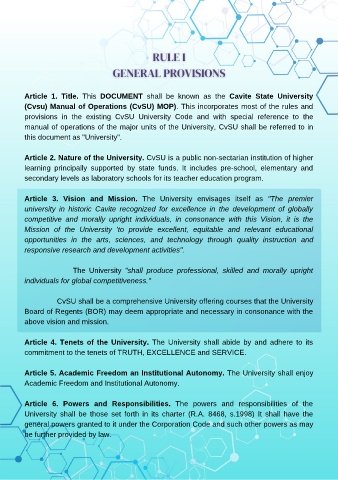 RULE I
GENERAL PROVISIONS
Article 1. Title. This DOCUMENT shall be known as the Cavite State University
(Cvsu) Manual of Operations (CvSU) MOP). This incorporates most of the rules and
provisions in the existing CvSU University Code and with special reference to the
manual of operations of the major units of the University, CvSU shall be referred to in
this document as "University".
Article 2. Nature of the University. CvSU is a public non-sectarian institution of higher
learning principally supported by state funds. It includes pre-school, elementary and
secondary levels as laboratory schools for its teacher education program.
Article 3. Vision and Mission. The University envisages itself as "The premier
university in historic Cavite recognized for excellence in the development of globally
competitive and morally upright individuals, in consonance with this Vision, it is the
Mission of the University 'to provide excellent, equitable and relevant educational
opportunities in the arts, sciences, and technology through quality instruction and
responsive research and development activities".
The University "shall produce professional, skilled and morally upright
individuals for global competitiveness."
CvSU shall be a comprehensive University offering courses that the University
Board of Regents (BOR) may deem appropriate and necessary in consonance with the
above vision and mission.
Article 4. Tenets of the University. The University shall abide by and adhere to its
commitment to the tenets of TRUTH, EXCELLENCE and SERVICE.
Article 5. Academic Freedom an Institutional Autonomy. The University shall enjoy
Academic Freedom and Institutional Autonomy.
Article 6. Powers and Responsibilities. The powers and responsibilities of the
University shall be those set forth in its charter (R.A. 8468, s.1998) It shall have the
general powers granted to it under the Corporation Code and such other powers as may
be further provided by law.